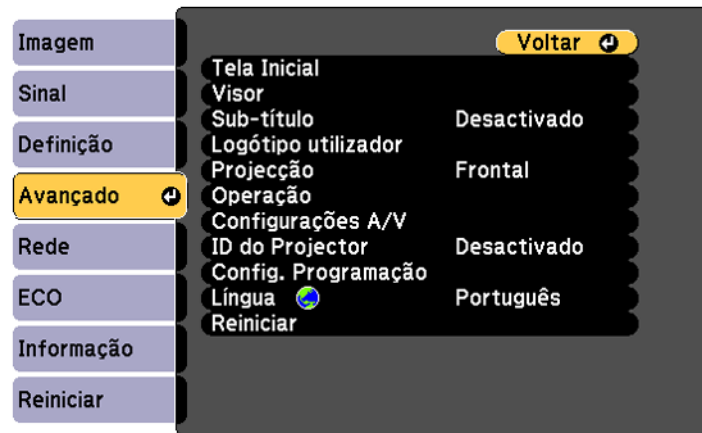 Imagem
Sinal
Definição
Avançado
Rede
ECO
Informação
Reiniciar
Voltar
Tela Inicial
Visor
Sub-título Desactivado
Logótipo utilizador
Projecção Frontal
Operação
Configurações A/V
ID do Projector Desactivado
Config. Programação
Língua Português
Reiniciar